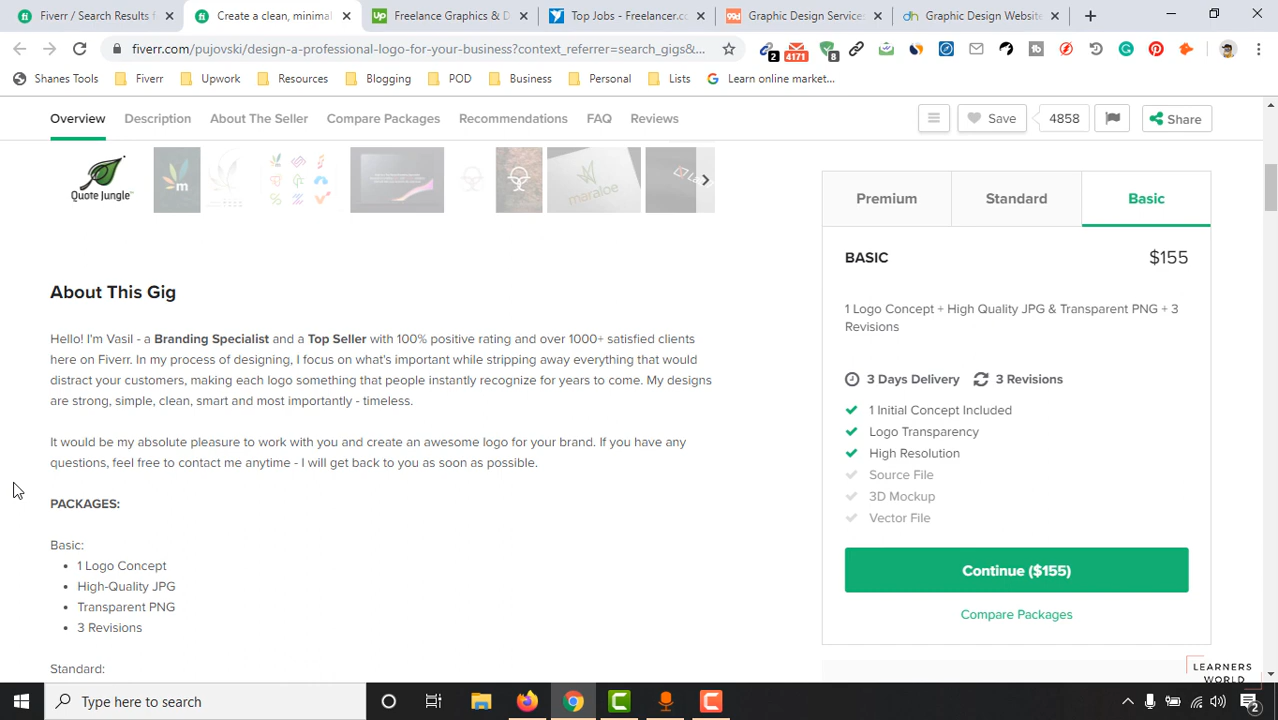 Fiverr / Search Results f
Create a clean, minimal
Freelance Graphics & D
Top Jobs - Freelancer.co
Graphic Design Service
Graphic Design Website
fiverr.com/pujovski/design-a-professional-logo-for-your-business?context_referrer=search_gigs&...
2
4171
8
Shanes Tools
Fiverr
Upwork
Resources
Blogging
POD
Business
Personal
Lists
Learn online market...
Overview
Description
About The Seller
Compare Packages
Recommendations
FAQ
Reviews
Save
4858
Share
Quote Jungle
m
maraloe
Premium
Standard
Basic
BASIC
$155
1 Logo Concept + High Quality JPG & Transparent PNG + 3
Revisions
3 Days Delivery
3 Revisions
1 Initial Concept Included
Logo Transparency
High Resolution
Source File
3D Mockup
Vector File
Continue ($155)
Compare Packages
About This Gig
Hello! I'm Vasil - a Branding Specialist and a Top Seller with 100% positive rating and over 1000+ satisfied clients
here on Fiverr. In my process of designing, I focus on what's important while stripping away everything that would
distract your customers, making each logo something that people instantly recognize for years to come. My designs
are strong, simple, clean, smart and most importantly - timeless.
It would be my absolute pleasure to work with you and create an awesome logo for your brand. If you have any
questions, feel free to contact me anytime - I will get back to you as soon as possible.
PACKAGES:
Basic:
• 1 Logo Concept
• High-Quality JPG
• Transparent PNG
• 3 Revisions
Standard:
LEARNERS
WORLD
Type here to search
2